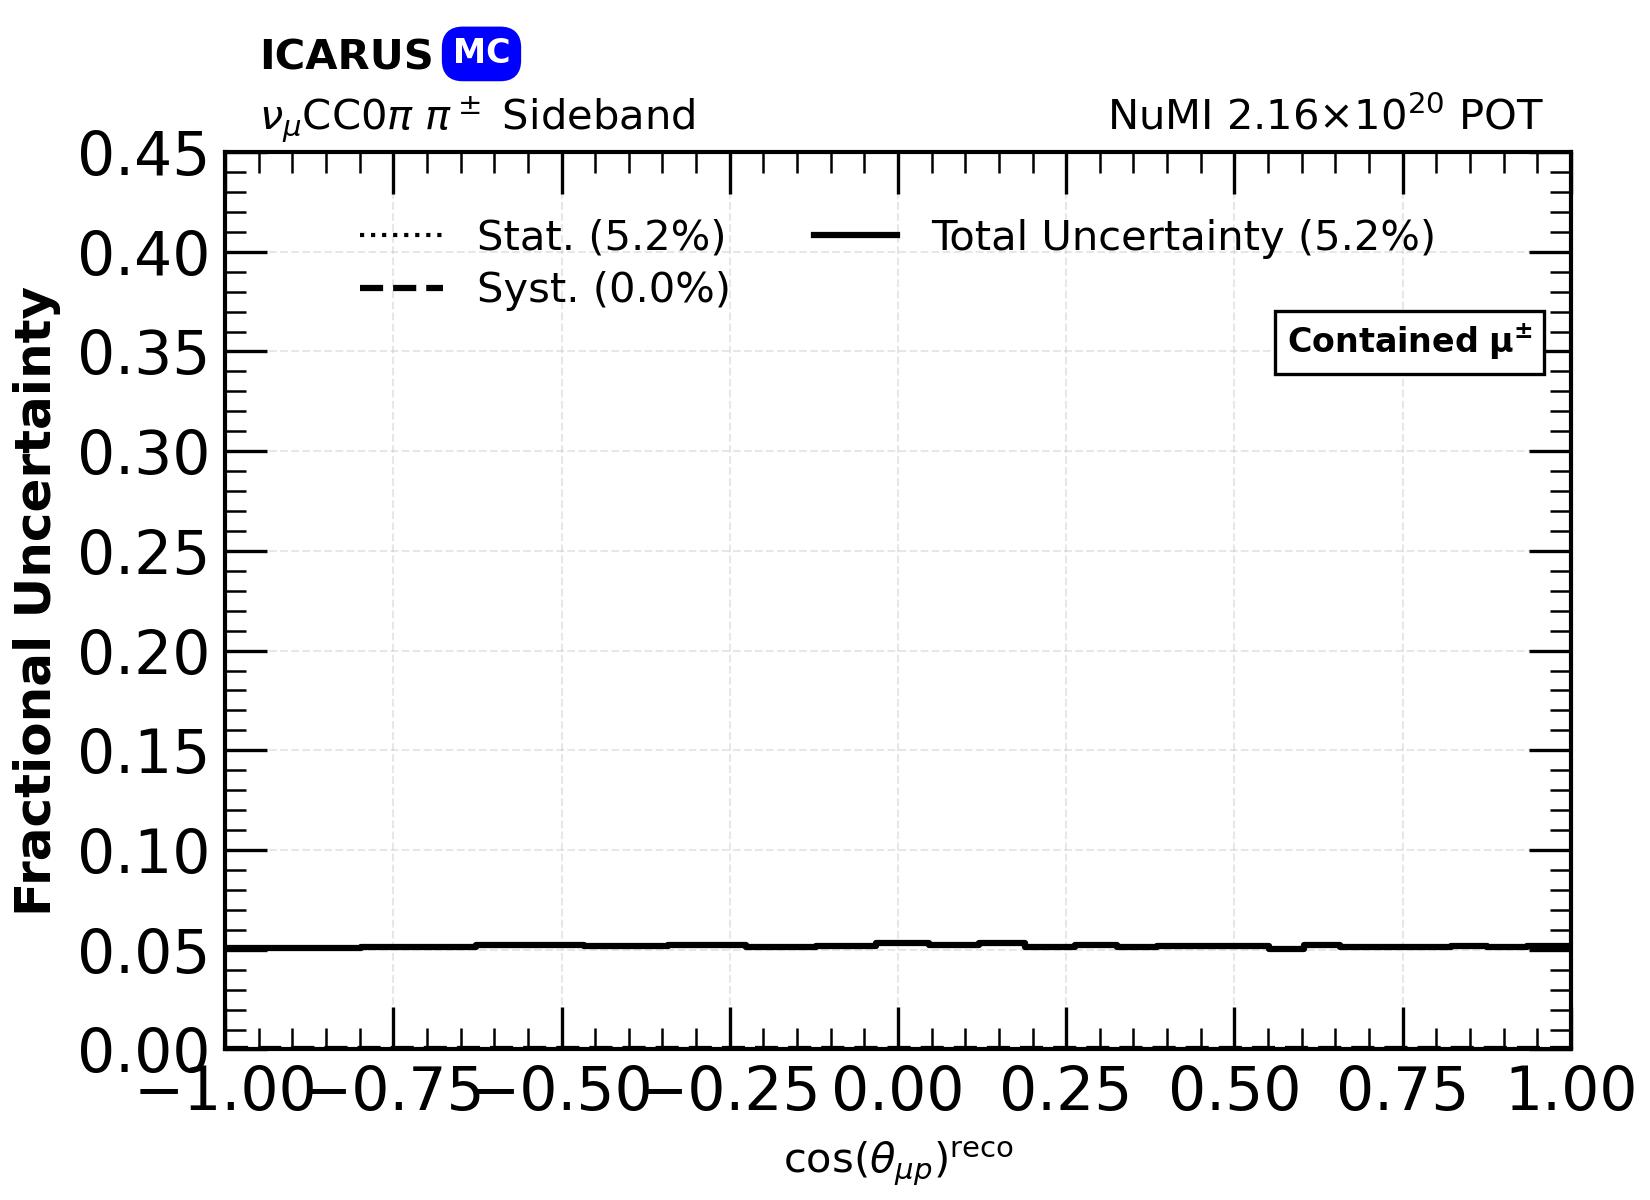 ICARUS MC
νμCC0π π± Sideband
NuMI 2.16×10²⁰ POT
0.45
0.40
0.35
0.30
0.25
0.20
0.15
0.10
0.05
0.00
Fractional Uncertainty
Stat. (5.2%)
Syst. (0.0%)
Total Uncertainty (5.2%)
Contained μ±
−1.00 −0.75 −0.50 −0.25 0.00 0.25 0.50 0.75 1.00
cos(θμp)reco